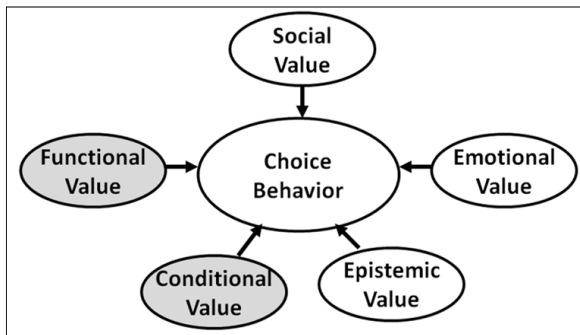 Social
Value
Functional
Value
Choice
Behavior
Emotional
Value
Conditional
Value
Epistemic
Value